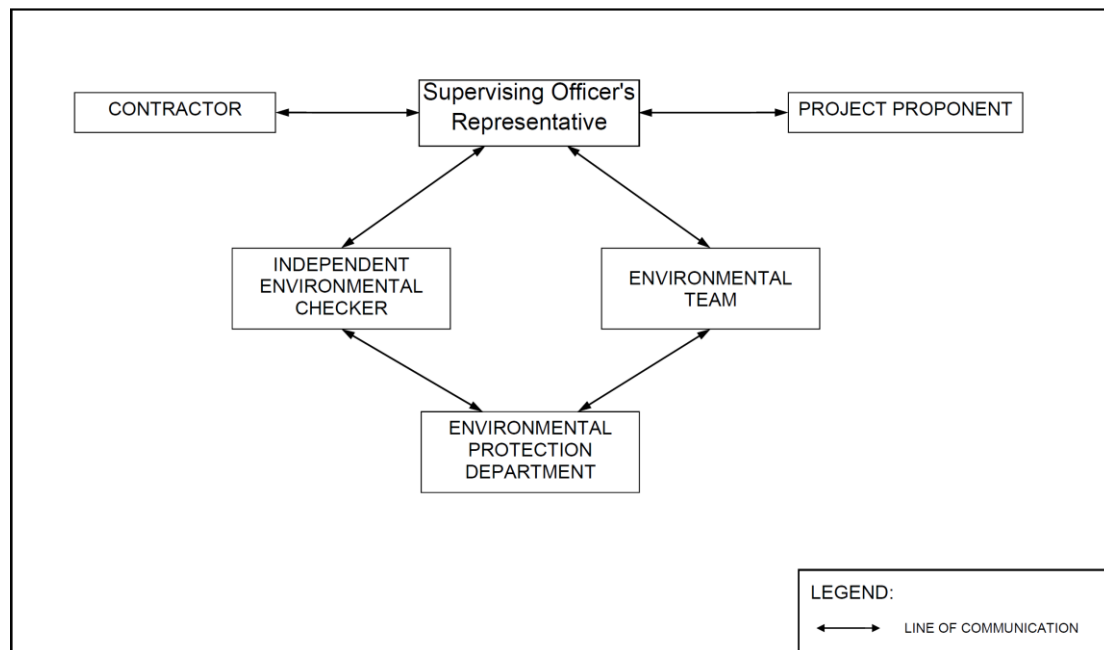 CONTRACTOR
Supervising Officer's
Representative
PROJECT PROPONENT
INDEPENDENT
ENVIRONMENTAL
CHECKER
ENVIRONMENTAL
TEAM
ENVIRONMENTAL
PROTECTION
DEPARTMENT
LEGEND:
LINE OF COMMUNICATION